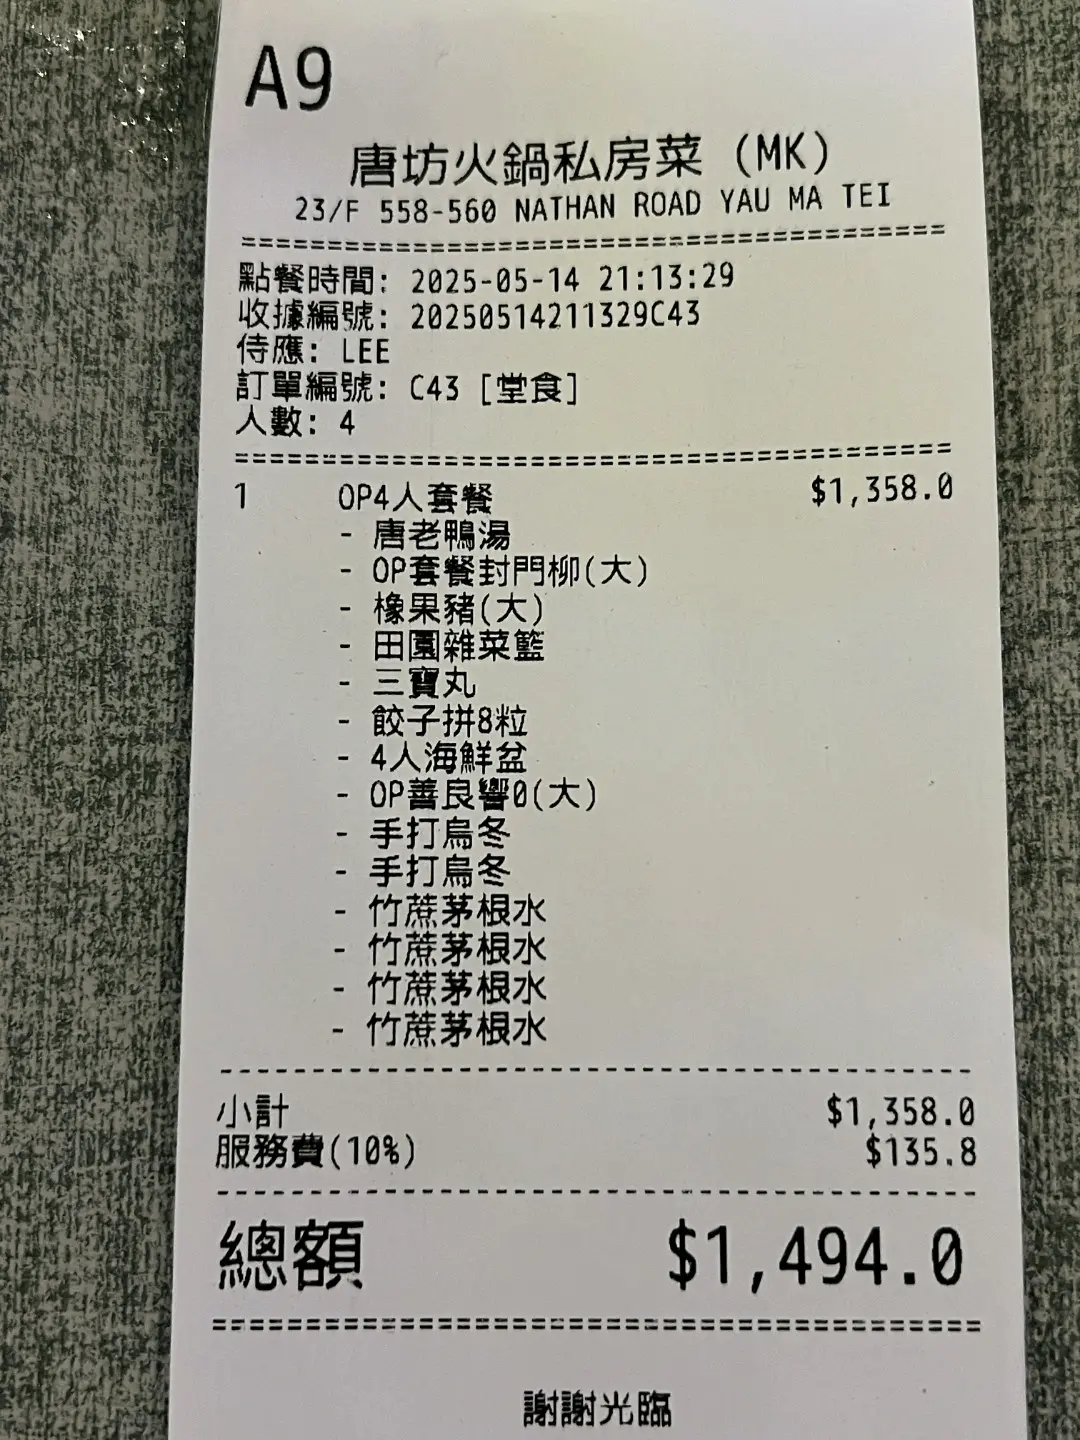 A9
唐坊火鍋私房菜 (MK)
23/F 558-560 NATHAN ROAD YAU MA TEI
=========================================
點餐時間: 2025-05-14 21:13:29
收據編號: 20250514211329C43
侍應: LEE
訂單編號: C43 [堂食]
人數: 4
=========================================
1 OP4人套餐 $1,358.0
- 唐老鴨湯
- OP套餐封門柳(大)
- 橡果豬(大)
- 田園雜菜籃
- 三寶丸
- 餃子拼8粒
- 4人海鮮盆
- OP善良響0(大)
- 手打烏冬
- 手打烏冬
- 竹蔗茅根水
- 竹蔗茅根水
- 竹蔗茅根水
- 竹蔗茅根水
-----------------------------------------
小計 $1,358.0
服務費(10%) $135.8
-----------------------------------------
總額 $1,494.0
=========================================
謝謝光臨